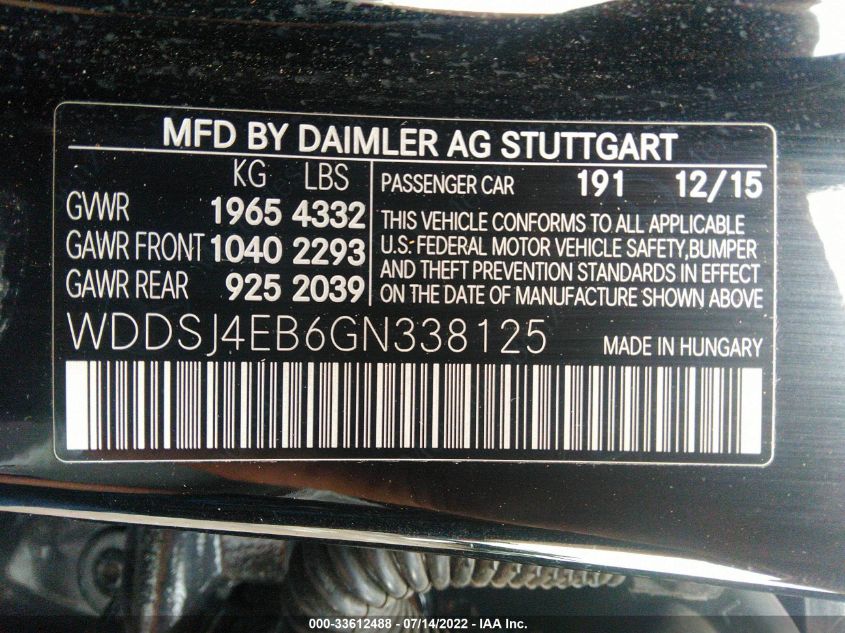 MFD BY DAIMLER AG STUTTGART
KG LBS
GVWR 1965 4332
GAWR FRONT 1040 2293
GAWR REAR 925 2039
PASSENGER CAR 191 12/15
THIS VEHICLE CONFORMS TO ALL APPLICABLE
U.S. FEDERAL MOTOR VEHICLE SAFETY,BUMPER
AND THEFT PREVENTION STANDARDS IN EFFECT
ON THE DATE OF MANUFACTURE SHOWN ABOVE
WDDSJ4EB6GN338125 MADE IN HUNGARY
000-33612488 - 07/14/2022 - IAA Inc.